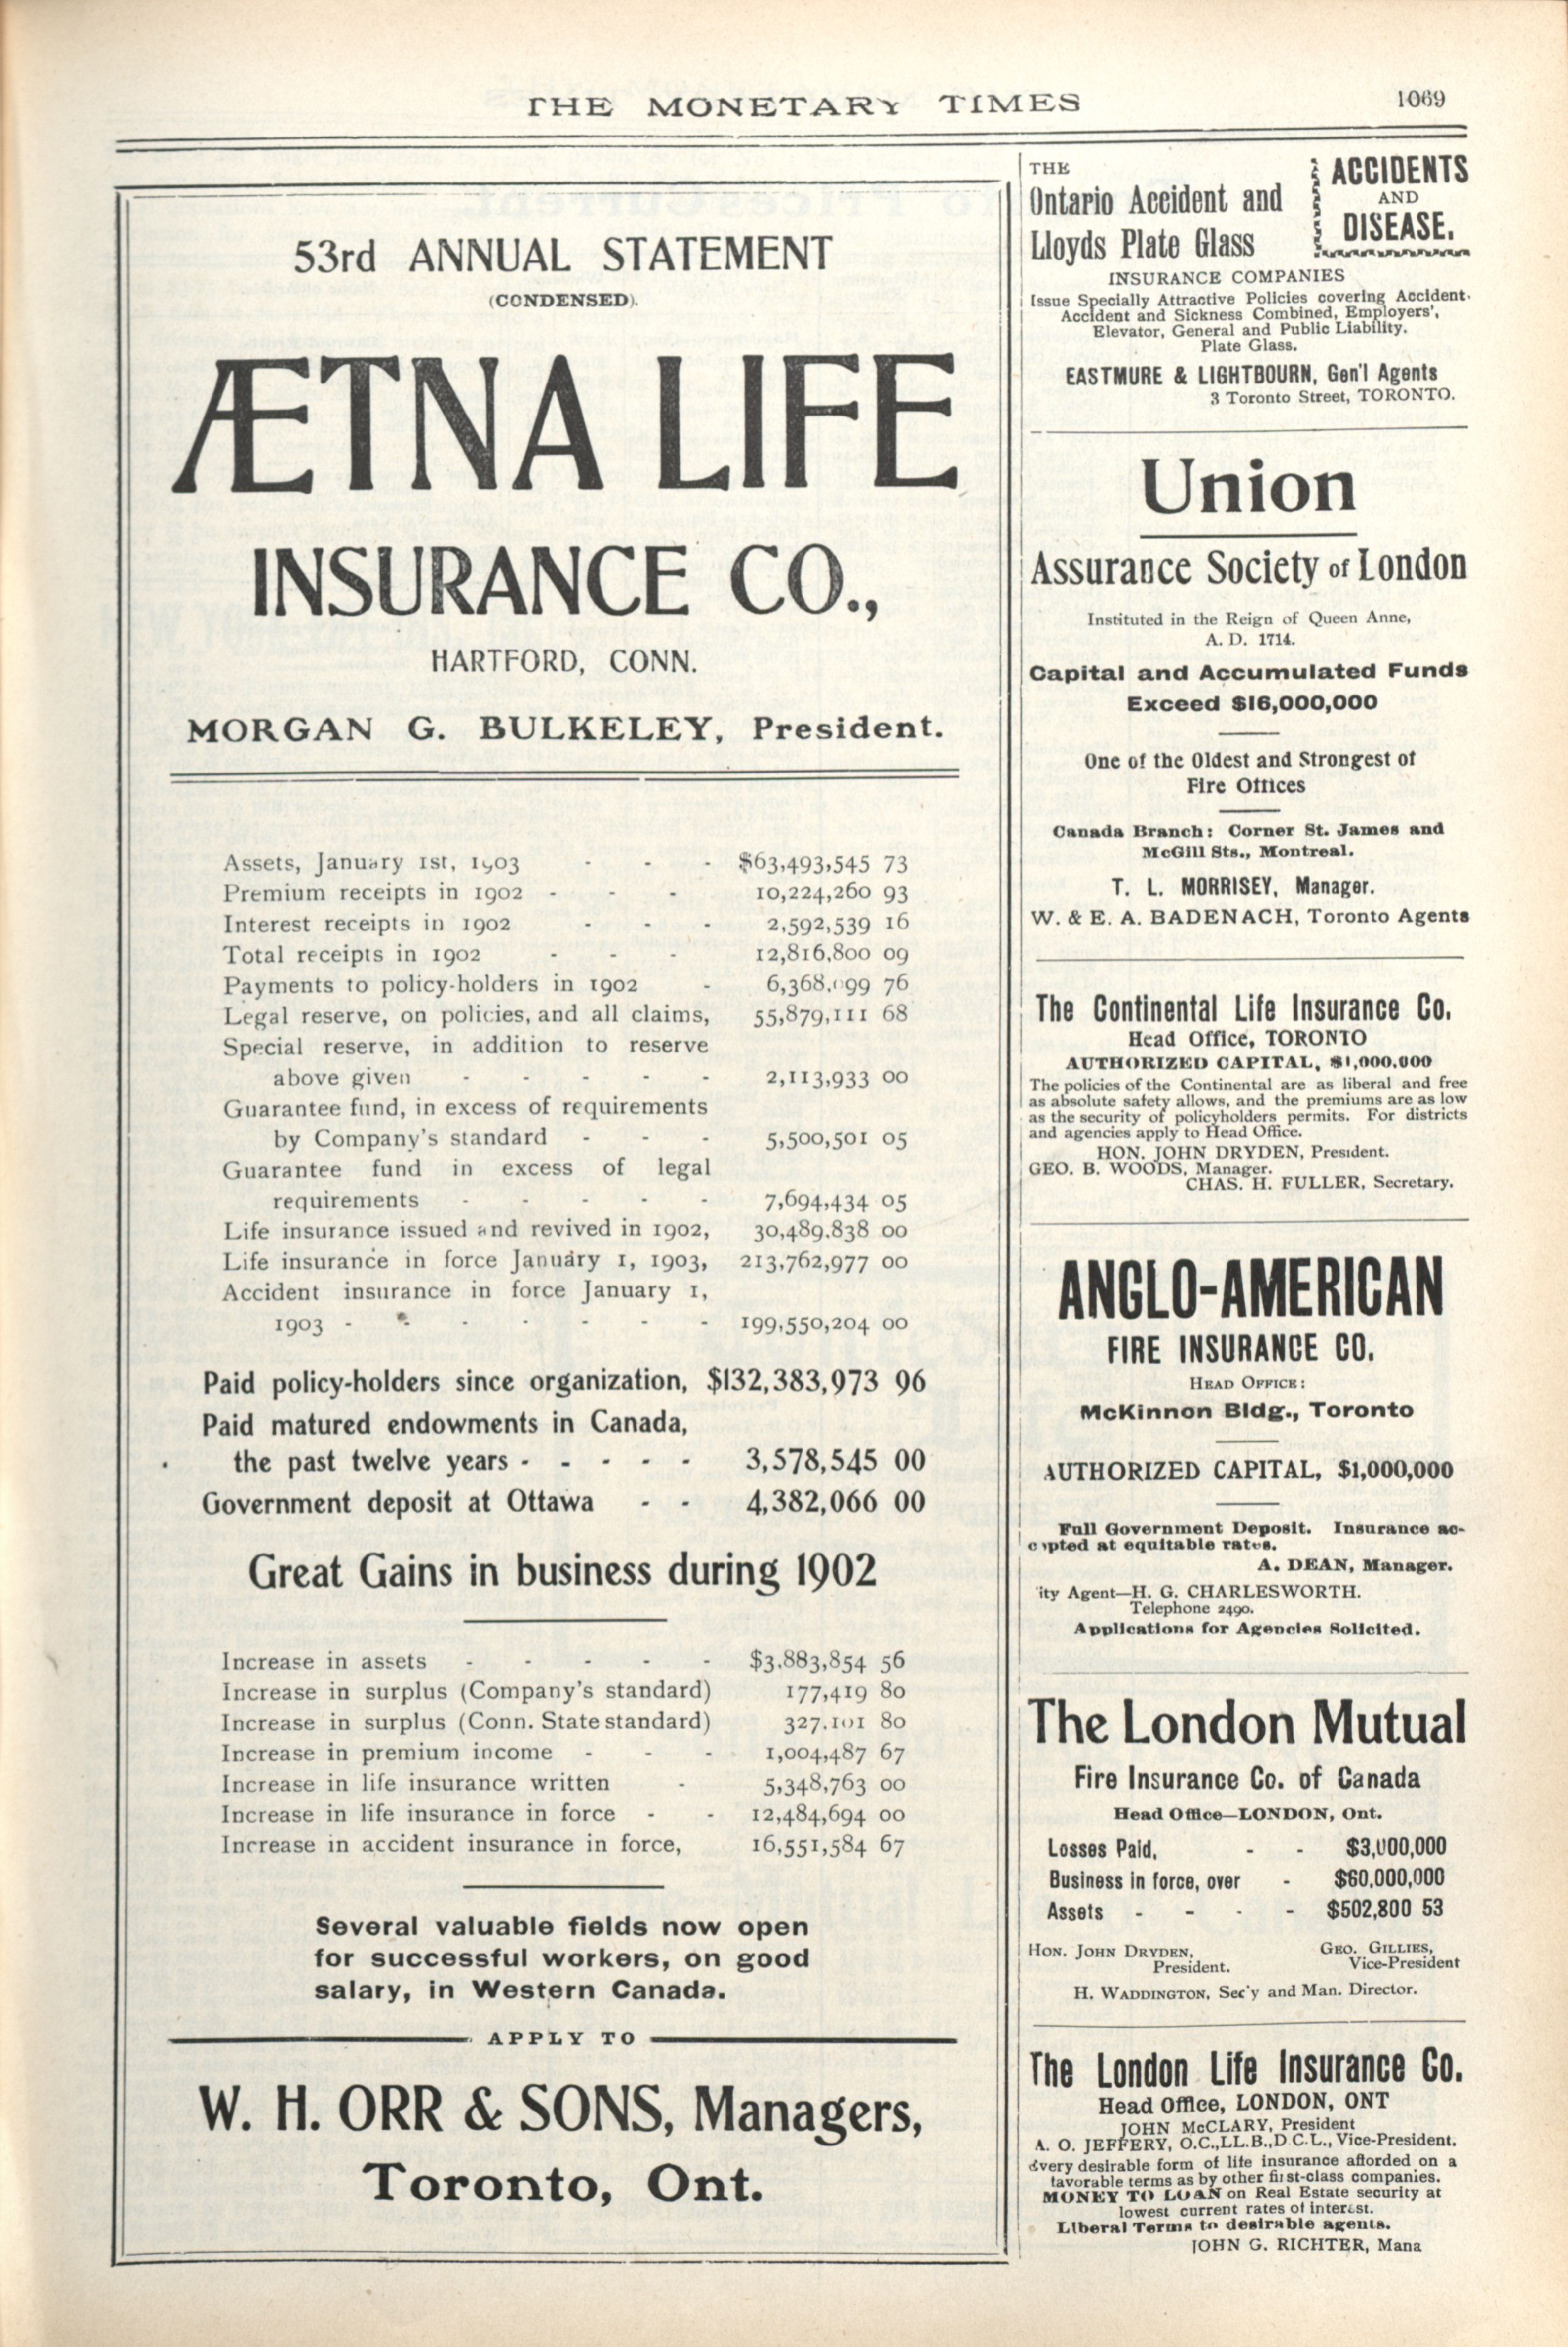 THE MONETARY TIMES 1069
53rd ANNUAL STATEMENT
(CONDENSED).
ÆTNA LIFE
INSURANCE CO.,
HARTFORD, CONN.
MORGAN G. BULKELEY, President.
Assets, January 1st, 1903 - - - $63,493,545 73
Premium receipts in 1902 - - - 10,224,260 93
Interest receipts in 1902 - - - 2,592,539 16
Total receipts in 1902 - - - 12,816,800 09
Payments to policy-holders in 1902 - 6,368,099 76
Legal reserve, on policies, and all claims, 55,879,111 68
Special reserve, in addition to reserve
above given - - - - - 2,113,933 00
Guarantee fund, in excess of requirements
by Company's standard - - - 5,500,501 05
Guarantee fund in excess of legal
requirements - - - - - 7,694,434 05
Life insurance issued and revived in 1902, 30,489.838 00
Life insurance in force January 1, 1903, 213,762,977 00
Accident insurance in force January 1,
1903 - - - - - - - 199,550,204 00
Paid policy-holders since organization, $132,383,973 96
Paid matured endowments in Canada,
the past twelve years - - - - - 3,578,545 00
Government deposit at Ottawa - - 4,382,066 00
Great Gains in business during 1902
Increase in assets - - - - - $3.883,854 56
Increase in surplus (Company's standard) 177,419 80
Increase in surplus (Conn. State standard) 327.101 80
Increase in premium income - - - 1,004,487 67
Increase in life insurance written - 5,348,763 00
Increase in life insurance in force - - 12,484,694 00
Increase in accident insurance in force, 16,551,584 67
Several valuable fields now open
for successful workers, on good
salary, in Western Canada.
APPLY TO
W. H. ORR & SONS, Managers,
Toronto, Ont.
THE
Ontario Accident and
Lloyds Plate Glass
ACCIDENTS
AND
DISEASE.
INSURANCE COMPANIES
Issue Specially Attractive Policies covering Accident.
Accident and Sickness Combined, Employers',
Elevator, General and Public Liability.
Plate Glass.
EASTMURE & LIGHTBOURN, Gen'l Agents
3 Toronto Street, TORONTO.
Union
Assurance Society of London
Instituted in the Reign of Queen Anne,
A. D. 1714.
Capital and Accumulated Funds
Exceed $16,000,000
One of the Oldest and Strongest of
Fire Offices
Canada Branch: Corner St. James and
McGill Sts., Montreal.
T. L. MORRISEY, Manager.
W. & E. A. BADENACH, Toronto Agents
The Continental Life Insurance Co.
Head Office, TORONTO
AUTHORIZED CAPITAL, $1,000.000
The policies of the Continental are as liberal and free
as absolute safety allows, and the premiums are as low
as the security of policyholders permits. For districts
and agencies apply to Head Office.
HON. JOHN DRYDEN, President.
GEO. B. WOODS, Manager.
CHAS. H. FULLER, Secretary.
ANGLO-AMERICAN
FIRE INSURANCE CO.
HEAD OFFICE:
McKinnon Bldg., Toronto
AUTHORIZED CAPITAL, $1,000,000
Full Government Deposit. Insurance ac-
cepted at equitable rates.
A. DEAN, Manager.
ity Agent—H. G. CHARLESWORTH.
Telephone 2490.
Applications for Agencies Solicited.
The London Mutual
Fire Insurance Co. of Canada
Head Office—LONDON, Ont.
Losses Paid, - - $3,000,000
Business in force, over - $60,000,000
Assets - - - - $502,800 53
HON. JOHN DRYDEN, GEO. GILLIES,
President. Vice-President
H. WADDINGTON, Sec'y and Man. Director.
The London Life Insurance Co.
Head Office, LONDON, ONT
JOHN McCLARY, President
A. O. JEFFERY, O.C., LL.B., D.C.L., Vice-President.
Every desirable form of life insurance afforded on a
favorable terms as by other first-class companies.
MONEY TO LOAN on Real Estate security at
lowest current rates of interest.
Liberal Terms to desirable agents.
JOHN G. RICHTER, Mana